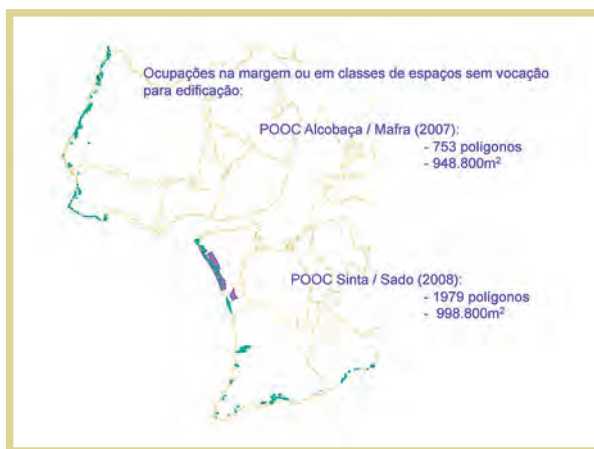 Ocupações na margem ou em classes de espaços sem vocação
para edificação:
POOC Alcobaça / Mafra (2007):
- 753 polígonos
- 948.800m²
POOC Sinta / Sado (2008):
- 1979 polígonos
- 998.800m²